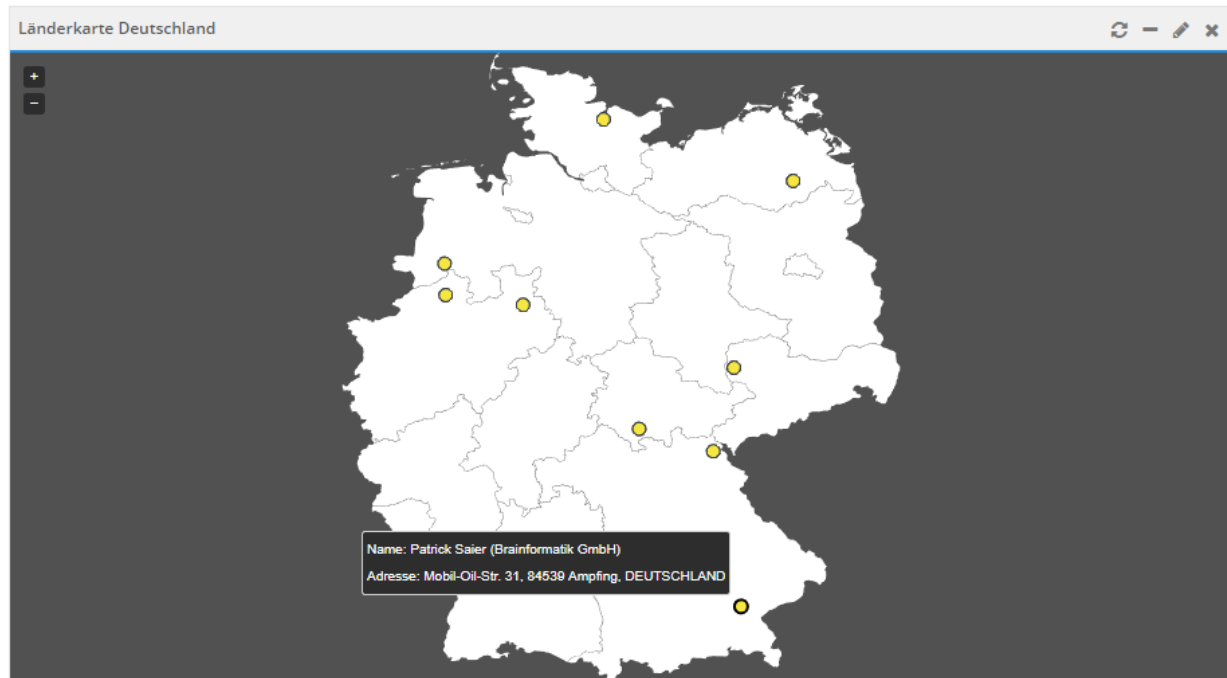 Länderkarte Deutschland
+
−
Name: Patrick Saier (Brainformatik GmbH)
Adresse: Mobil-Oil-Str. 31, 84539 Ampfing, DEUTSCHLAND